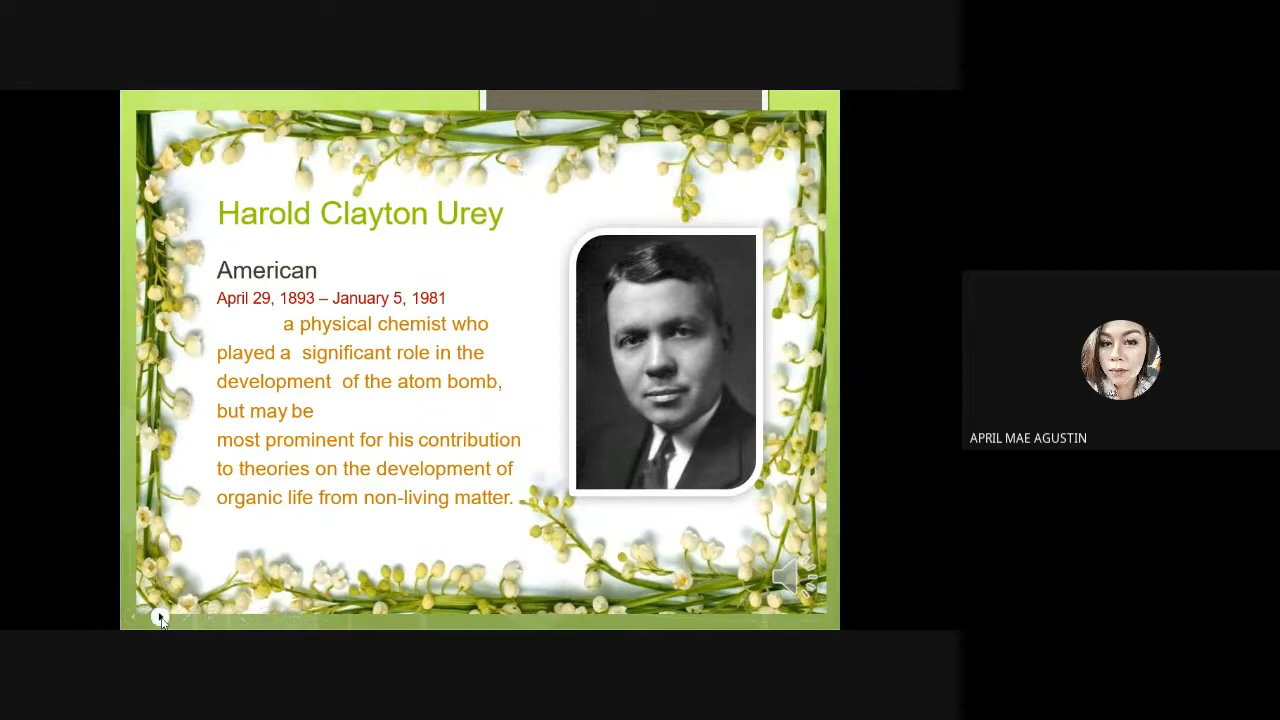 Harold Clayton Urey
American
April 29, 1893 – January 5, 1981
a physical chemist who
played a significant role in the
development of the atom bomb,
but may be
most prominent for his contribution
to theories on the development of
organic life from non-living matter.
APRIL MAE AGUSTIN